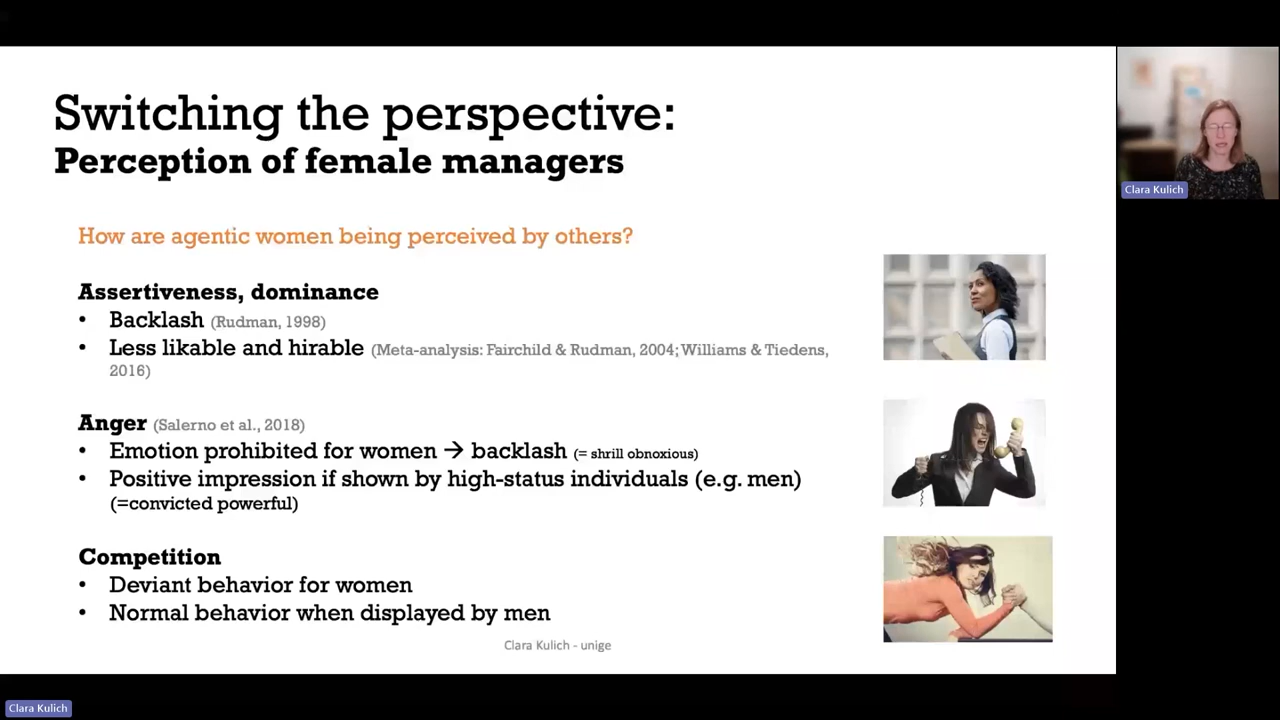 Switching the perspective:
Perception of female managers
How are agentic women being perceived by others?
Assertiveness, dominance
• Backlash (Rudman, 1998)
• Less likable and hirable (Meta-analysis: Fairchild & Rudman, 2004; Williams & Tiedens,
2016)
Anger (Salerno et al., 2018)
• Emotion prohibited for women → backlash (= shrill obnoxious)
• Positive impression if shown by high-status individuals (e.g. men)
(=convicted powerful)
Competition
• Deviant behavior for women
• Normal behavior when displayed by men
Clara Kulich - unige
Clara Kulich
Clara Kulich